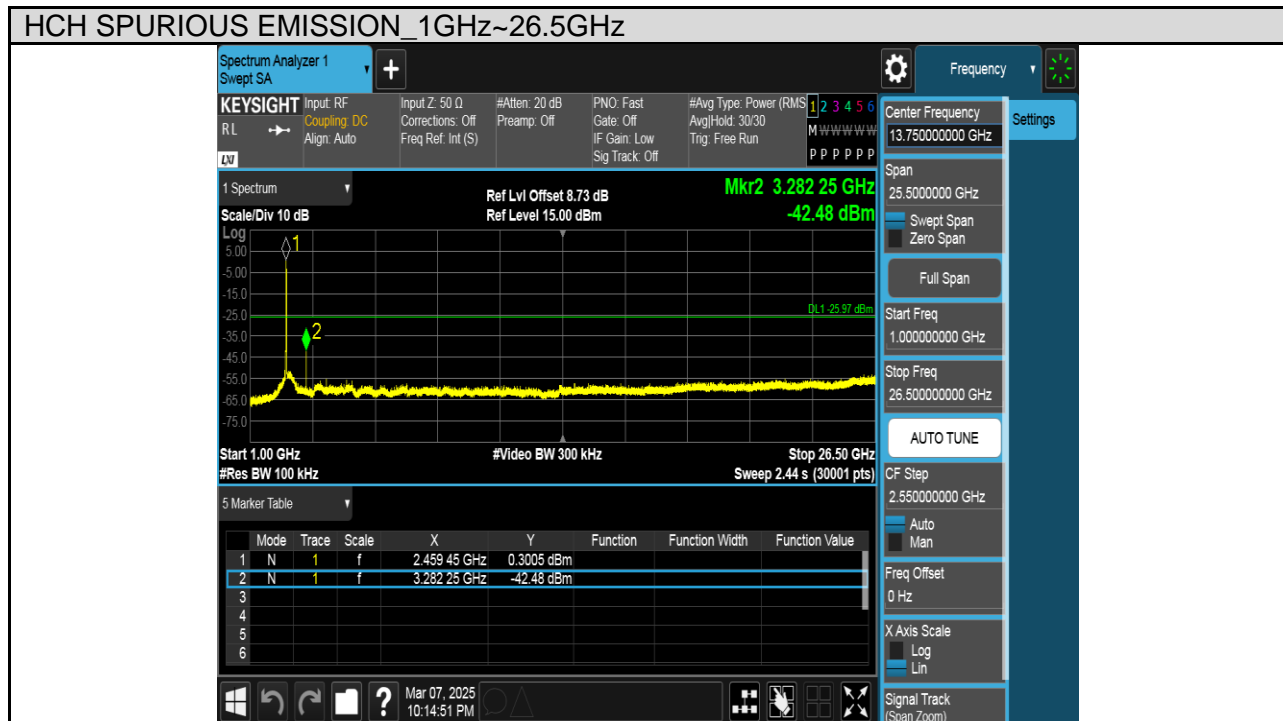 HCH SPURIOUS EMISSION_1GHz~26.5GHz
Spectrum Analyzer 1
Swept SA
Frequency
KEYSIGHT
RL
LXI
Input: RF
Coupling: DC
Align: Auto
Input Z: 50 Ω
Corrections: Off
Freq Ref: Int (S)
#Atten: 20 dB
Preamp: Off
PNO: Fast
Gate: Off
IF Gain: Low
Sig Track: Off
#Avg Type: Power (RMS
Avg|Hold: 30/30
Trig: Free Run
1 2 3 4 5 6
M W W W W W
P P P P P P
1 Spectrum
Scale/Div 10 dB
Log
Ref Lvl Offset 8.73 dB
Ref Level 15.00 dBm
Mkr2 3.282 25 GHz
-42.48 dBm
5.00
-5.00
-15.0
-25.0
-35.0
-45.0
-55.0
-65.0
-75.0
1
2
DL1 -25.97 dBm
Start 1.00 GHz
#Video BW 300 kHz
Stop 26.50 GHz
#Res BW 100 kHz
Sweep 2.44 s (30001 pts)
5 Marker Table
Mode Trace Scale X Y Function Function Width Function Value
1 N 1 f 2.459 45 GHz 0.3005 dBm
2 N 1 f 3.282 25 GHz -42.48 dBm
3
4
5
6
Mar 07, 2025
10:14:51 PM
Center Frequency
13.750000000 GHz
Settings
Span
25.5000000 GHz
Swept Span
Zero Span
Full Span
Start Freq
1.000000000 GHz
Stop Freq
26.500000000 GHz
AUTO TUNE
CF Step
2.550000000 GHz
Auto
Man
Freq Offset
0 Hz
X Axis Scale
Log
Lin
Signal Track
(Span Zoom)